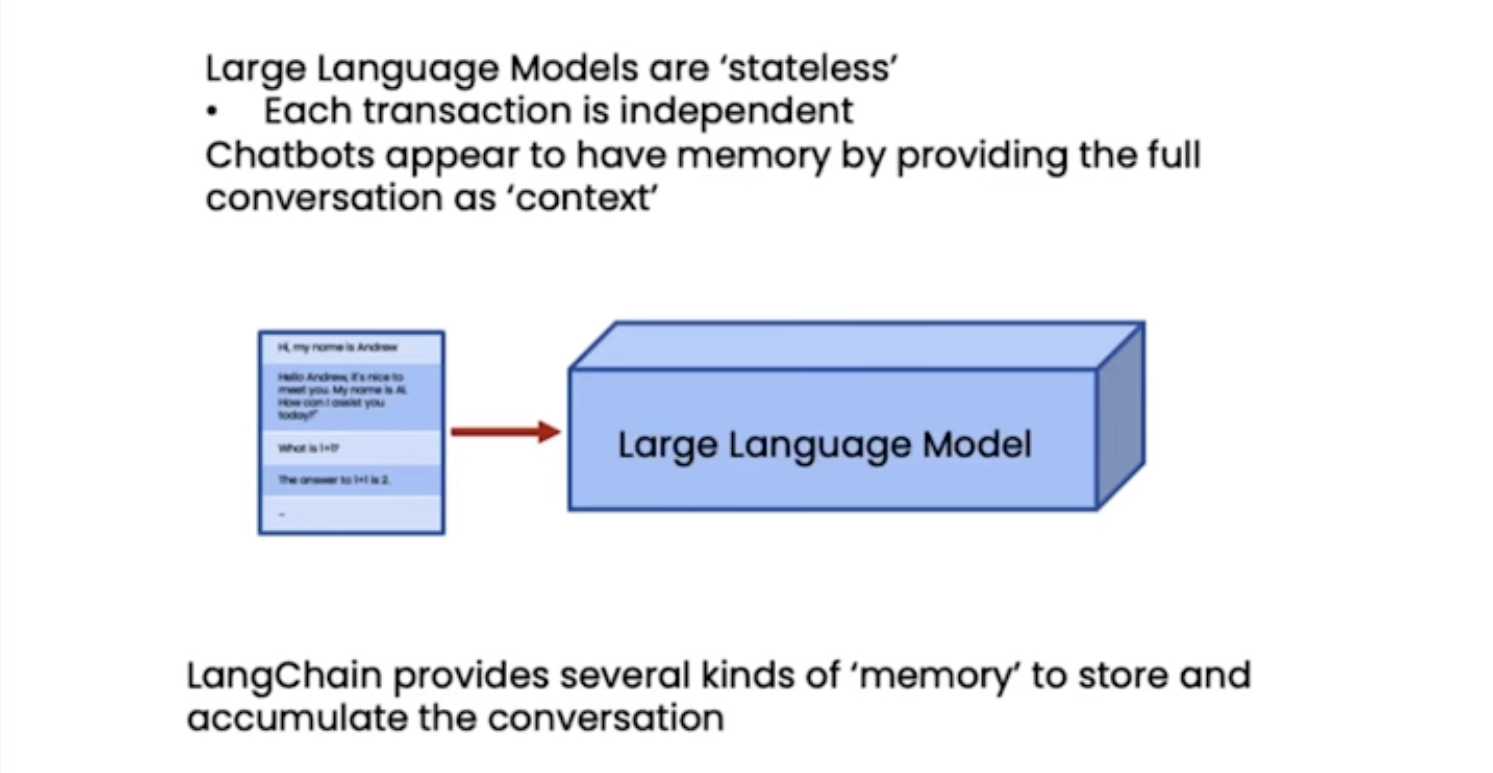 Large Language Models are ‘stateless’
• Each transaction is independent
Chatbots appear to have memory by providing the full
conversation as ‘context’
Hi, my name is Andrew
Hello Andrew, it's nice to
meet you. My name is AI.
How can I assist you
today?"
What is 1+1?
The answer to 1+1 is 2.
...
Large Language Model
LangChain provides several kinds of ‘memory’ to store and
accumulate the conversation